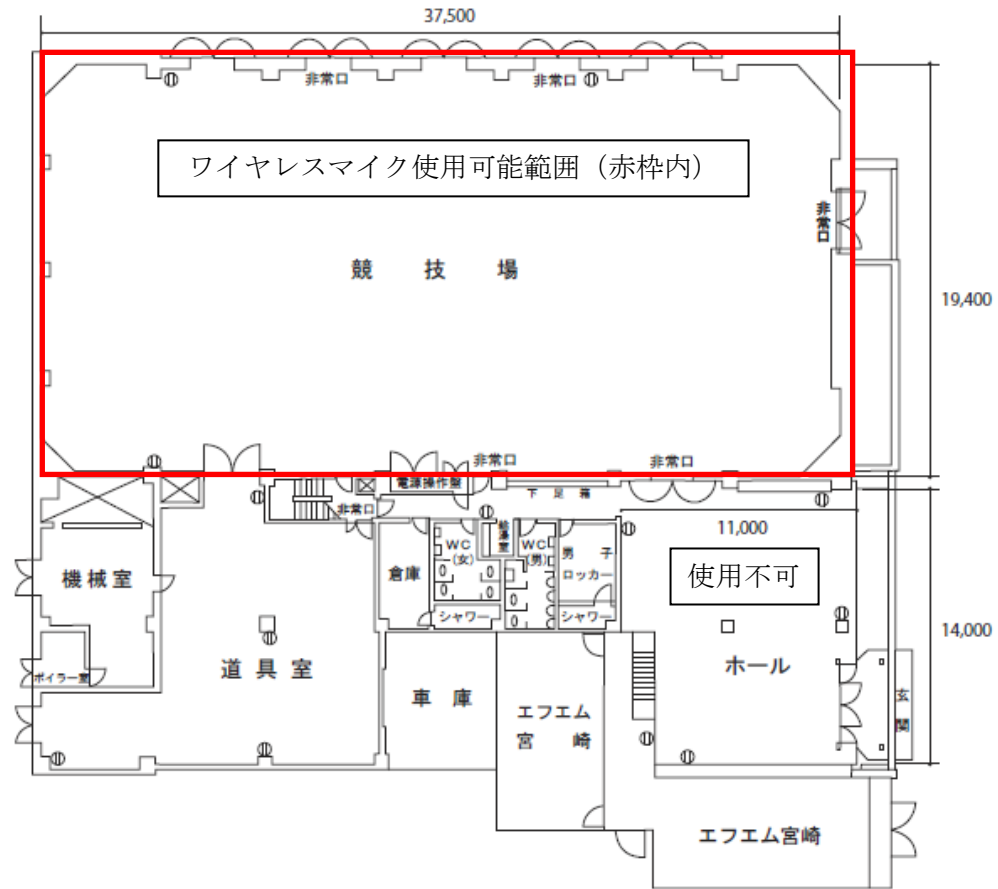 37,500
非常口
非常口
ワイヤレスマイク使用可能範囲（赤枠内）
非常口
競技場
19,400
非常口
非常口
電源操作盤
下足箱
非常口
11,000
給湯室
WC
(女)
WC
(男)
男子
ロッカー
倉庫
機械室
使用不可
シャワー
シャワー
14,000
ホール
道具室
ボイラー室
車庫
エフエム
宮崎
玄関
エフエム宮崎